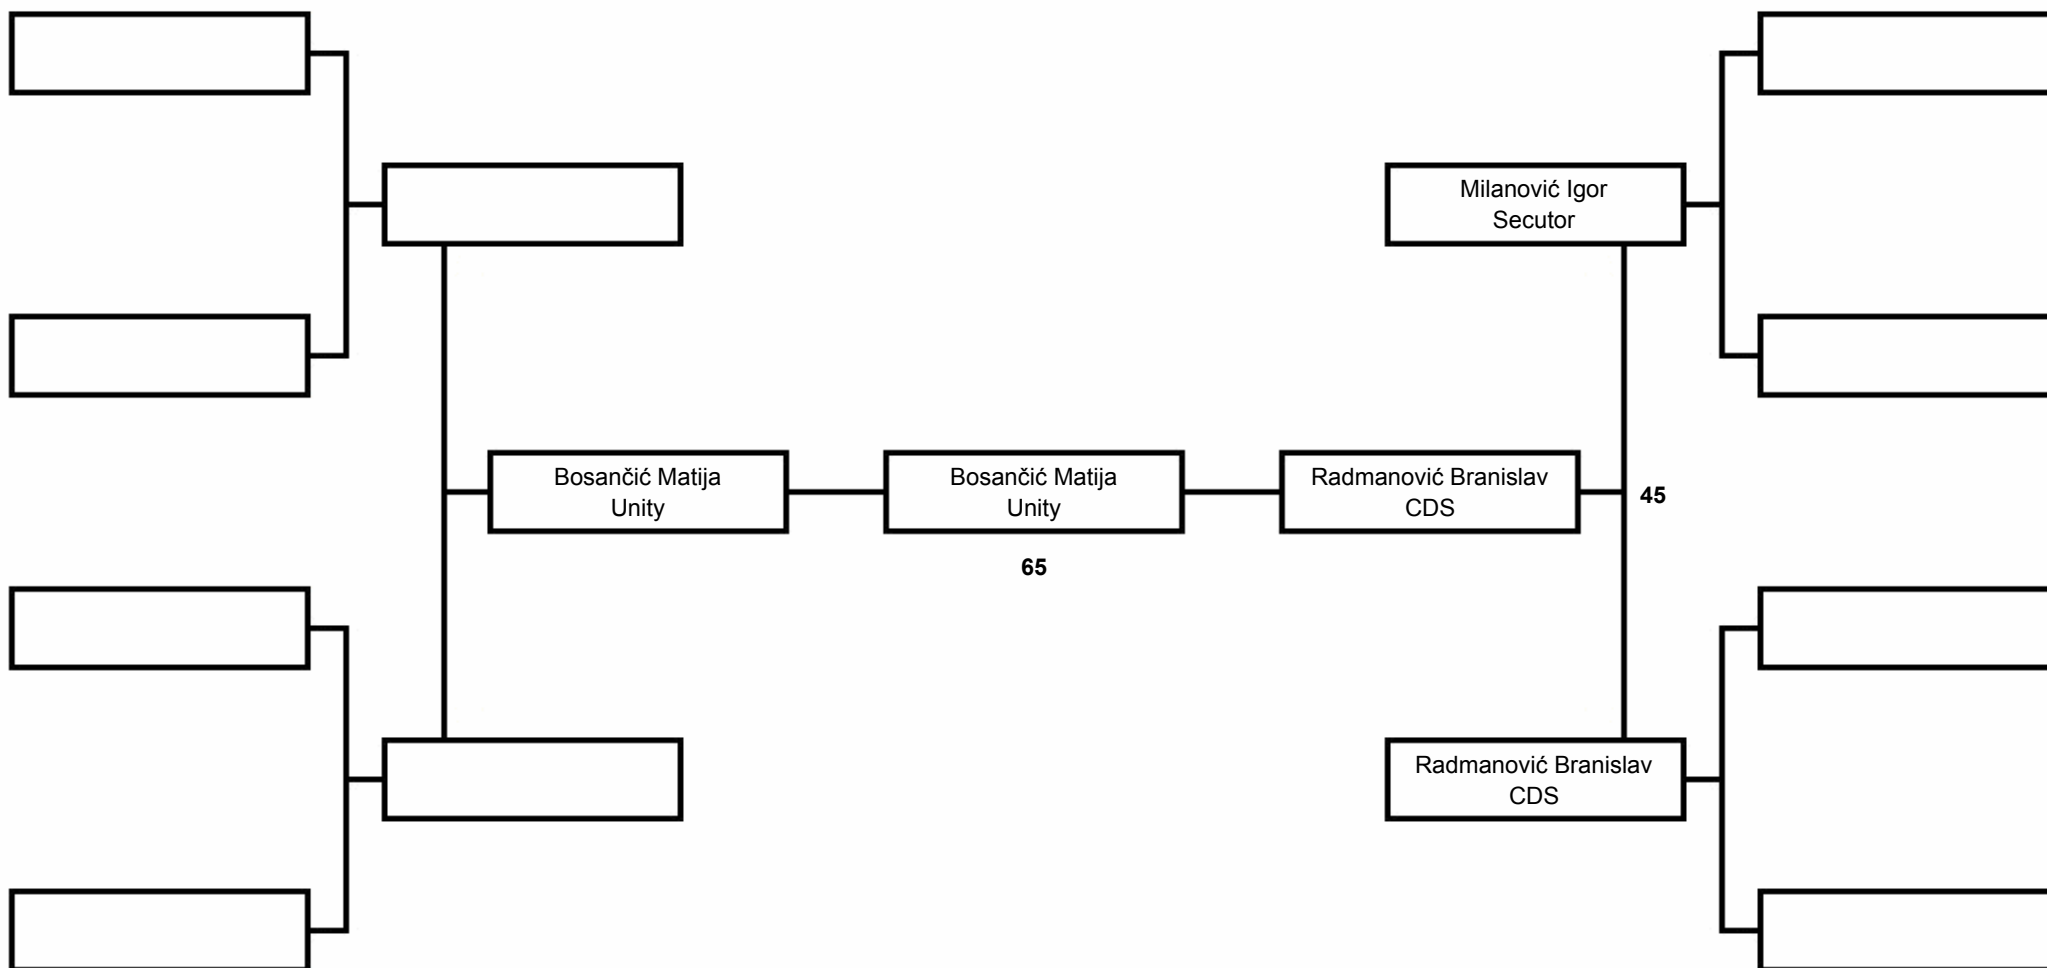 Milanović Igor
Secutor
Bosančić Matija
Unity
Bosančić Matija
Unity
65
Radmanović Branislav
CDS
45
Radmanović Branislav
CDS